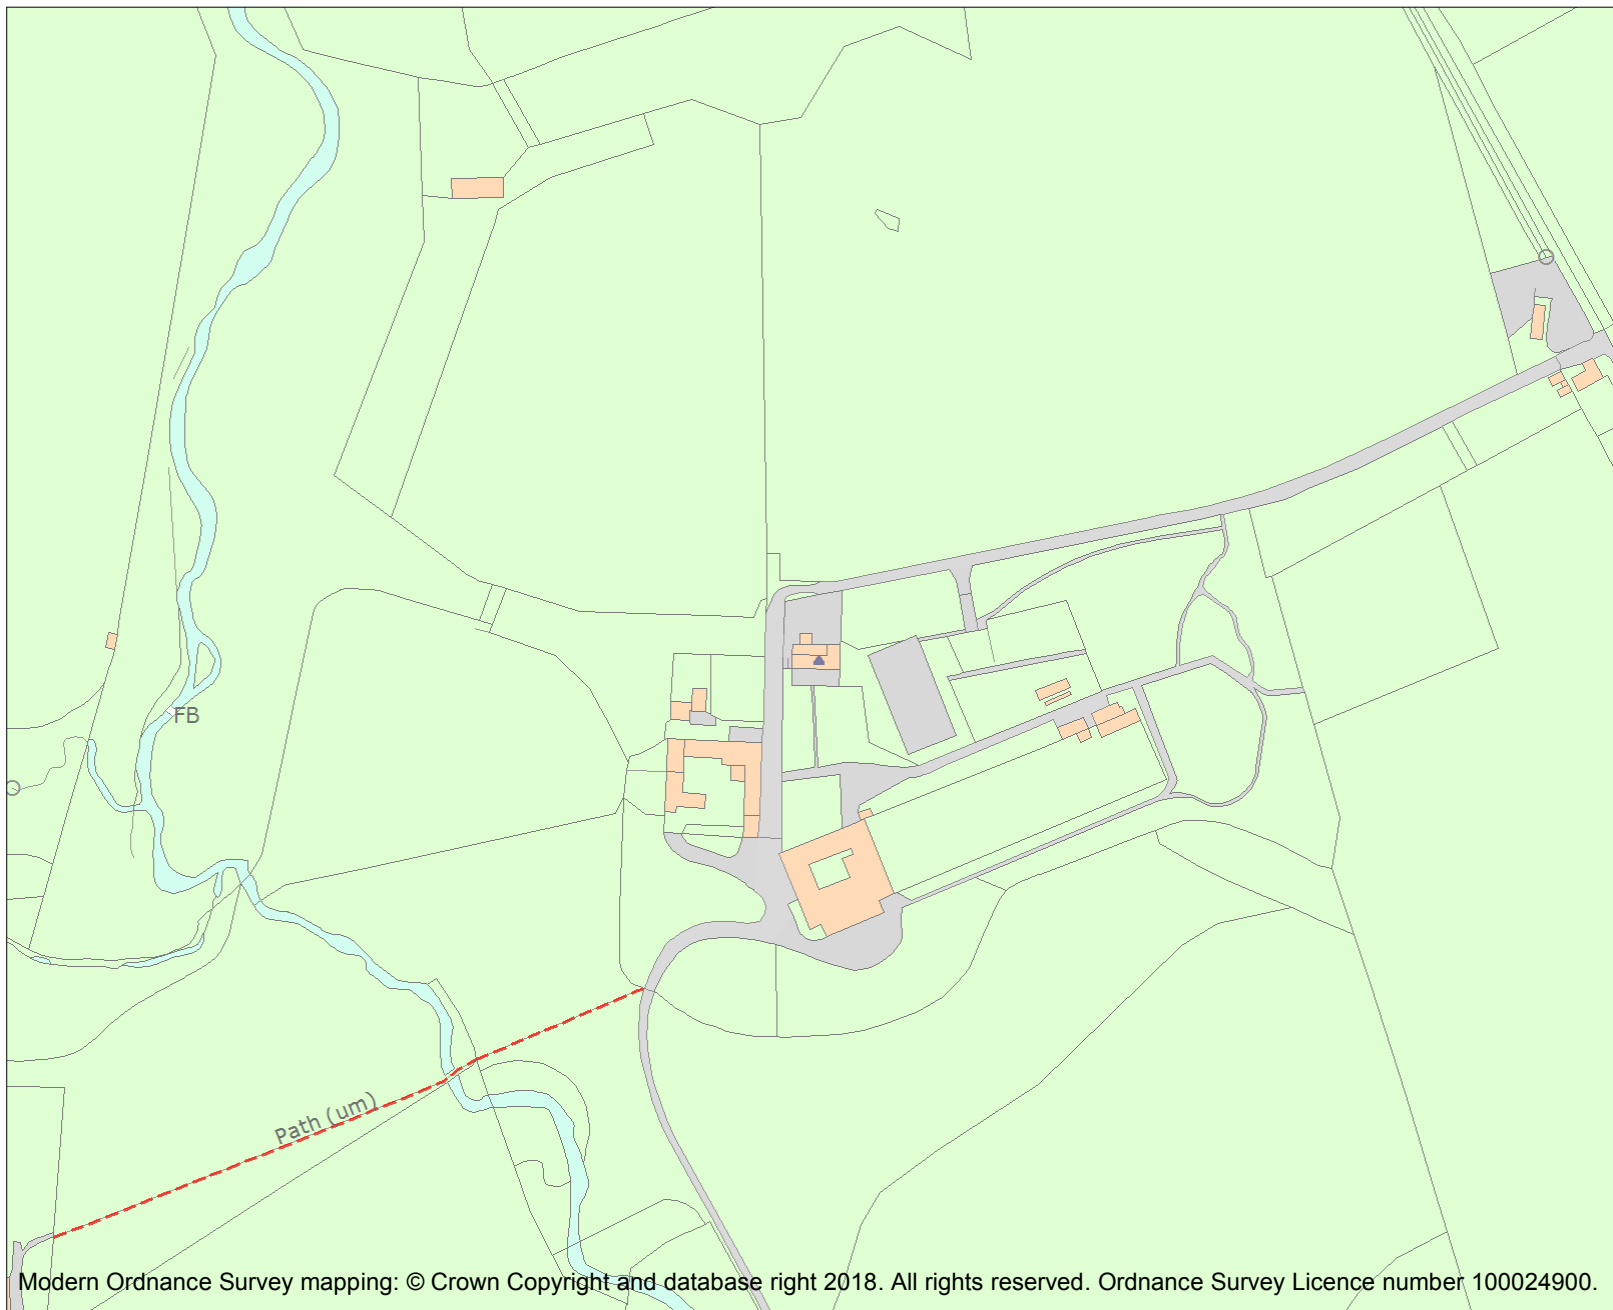 FB
Path (um)
Modern Ordnance Survey mapping: © Crown Copyright and database right 2018. All rights reserved. Ordnance Survey Licence number 100024900.